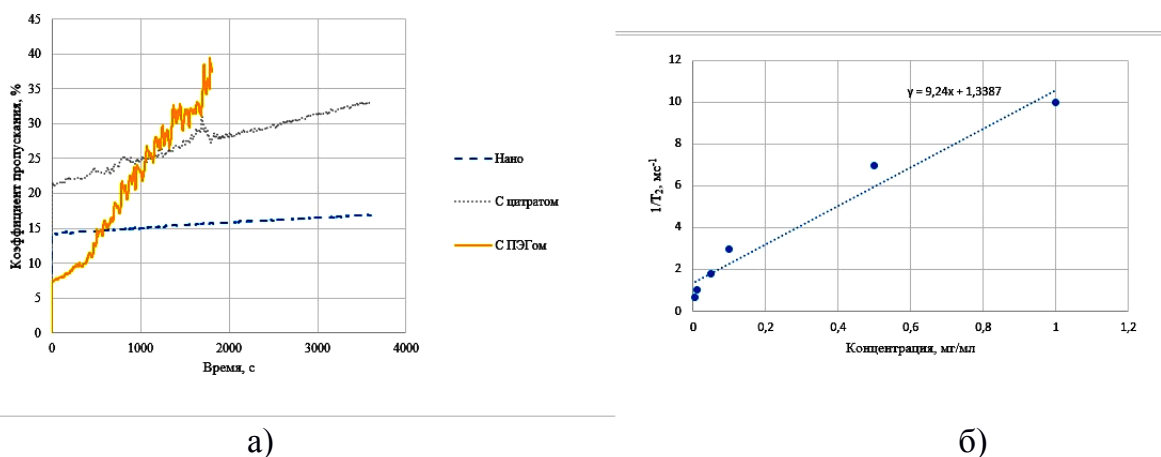 Коэффициент пропускания, %
45
40
35
30
25
20
15
10
5
0
0 1000 2000 3000 4000
Время, с
Нано
С цитратом
С ПЭГом
а)
1/T₂, мс⁻¹
12
10
8
6
4
2
0
0 0,2 0,4 0,6 0,8 1 1,2
y = 9,24x + 1,3387
Концентрация, мг/мл
б)